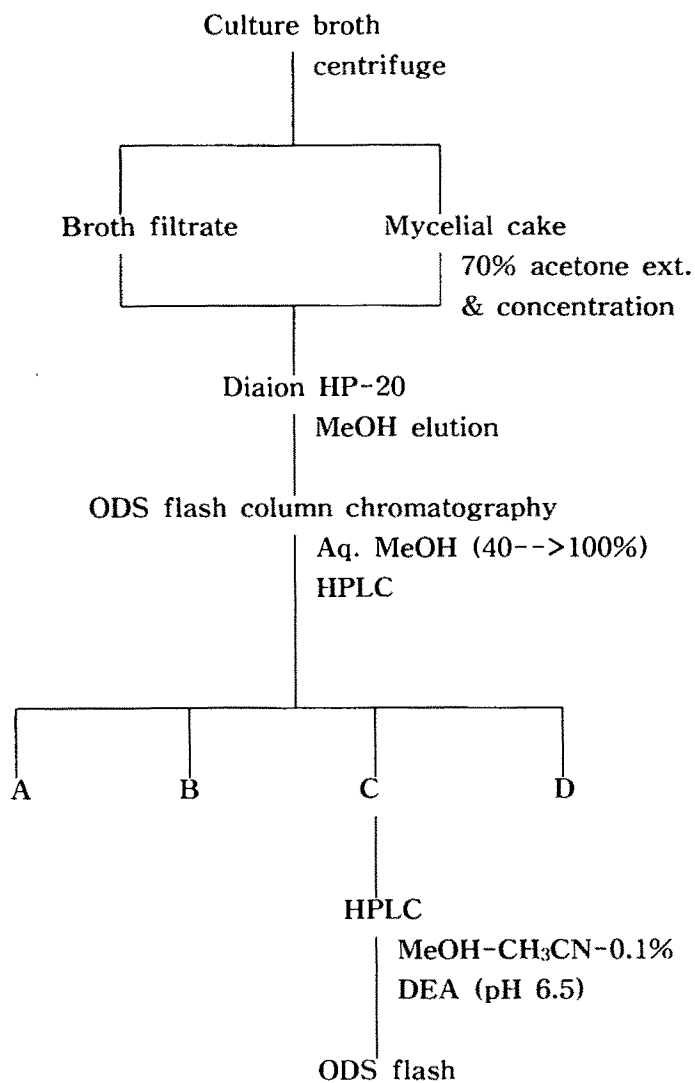 Culture broth
centrifuge
Broth filtrate
Mycelial cake
70% acetone ext.
& concentration
Diaion HP-20
MeOH elution
ODS flash column chromatography
Aq. MeOH (40-->100%)
HPLC
A B C D
HPLC
MeOH-CH₃CN-0.1%
DEA (pH 6.5)
ODS flash